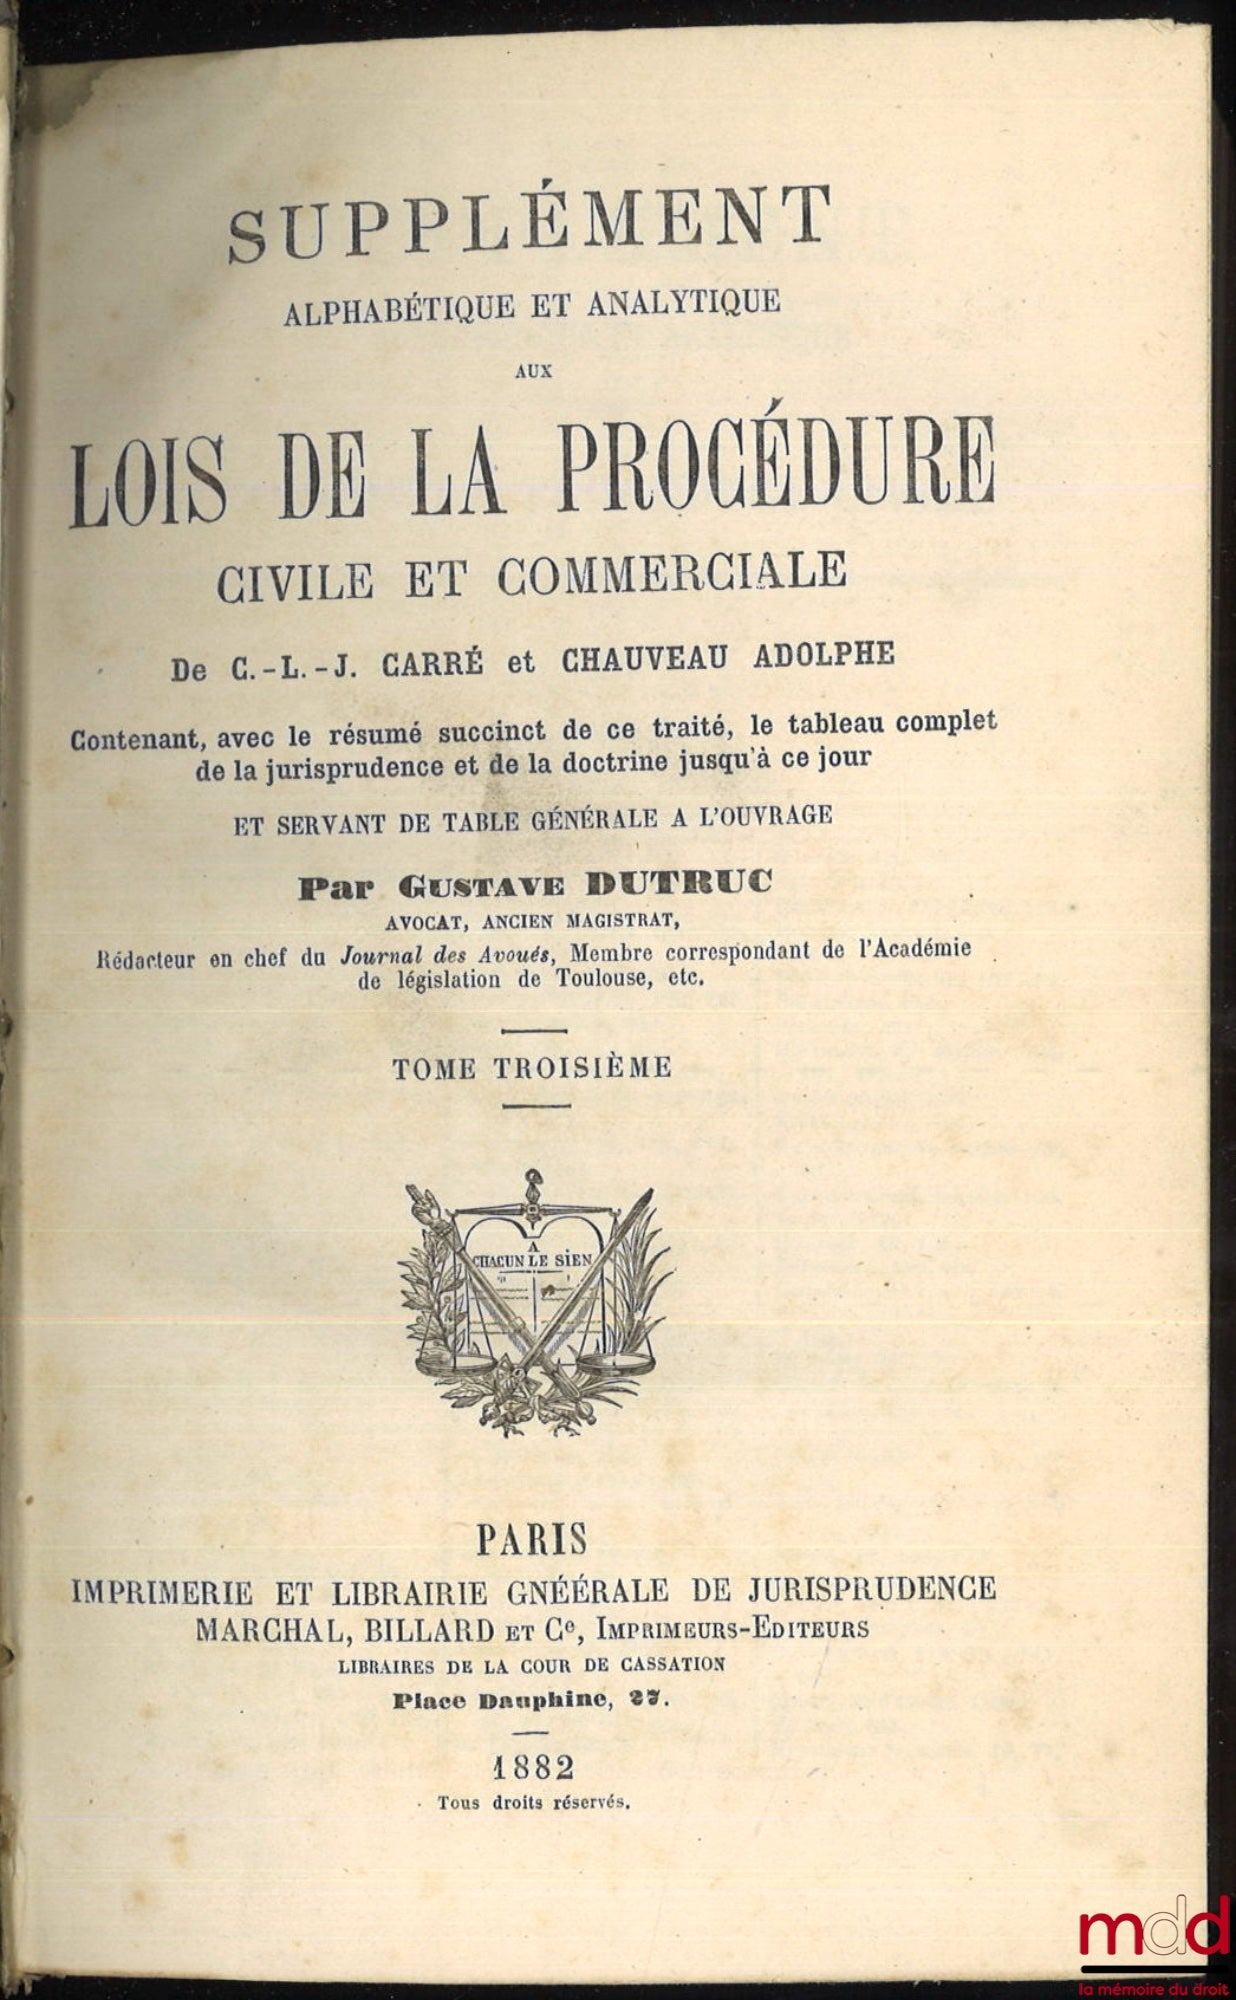 SUPPLÉMENT
ALPHABÉTIQUE ET ANALYTIQUE
AUX
LOIS DE LA PROCÉDURE
CIVILE ET COMMERCIALE
De C.-L.-J. CARRÉ et CHAUVEAU ADOLPHE
Contenant, avec le résumé succinct de ce traité, le tableau complet
de la jurisprudence et de la doctrine jusqu'à ce jour
ET SERVANT DE TABLE GÉNÉRALE A L'OUVRAGE
Par GUSTAVE DUTRUC
AVOCAT, ANCIEN MAGISTRAT,
Rédacteur en chef du Journal des Avoués, Membre correspondant de l'Académie
de législation de Toulouse, etc.
TOME TROISIÈME
A
CHACUN LE SIEN
PARIS
IMPRIMERIE ET LIBRAIRIE GNÉÉRALE DE JURISPRUDENCE
MARCHAL, BILLARD ET Ce, IMPRIMEURS-EDITEURS
LIBRAIRES DE LA COUR DE CASSATION
Place Dauphine, 27.
1882
Tous droits réservés.
mdd
la mémoire du droit